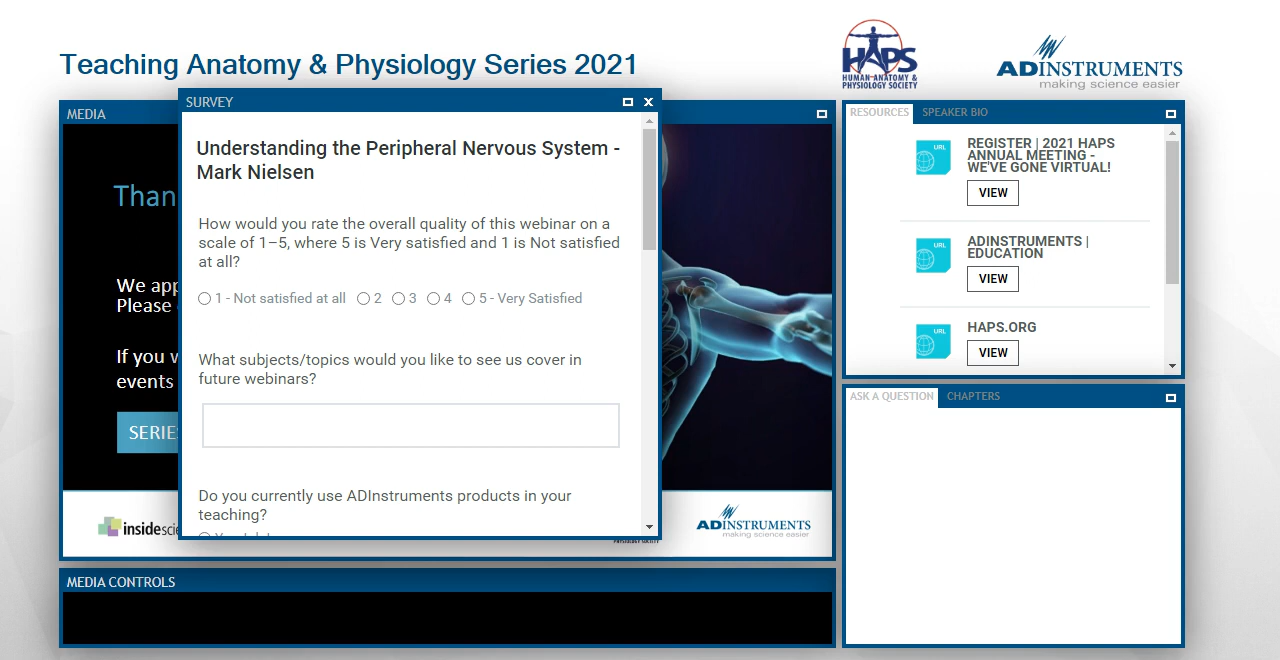 Teaching Anatomy & Physiology Series 2021
HAPS
HUMAN ANATOMY &
PHYSIOLOGY SOCIETY
ADINSTRUMENTS
making science easier
MEDIA
SURVEY
Understanding the Peripheral Nervous System -
Mark Nielsen
How would you rate the overall quality of this webinar on a
scale of 1–5, where 5 is Very satisfied and 1 is Not satisfied
at all?
1 - Not satisfied at all 2 3 4 5 - Very Satisfied
What subjects/topics would you like to see us cover in
future webinars?
Do you currently use ADInstruments products in your
teaching?
Than
We app
Please
If you w
events
SERIE
insidescie
ADINSTRUMENTS
making science easier
MEDIA CONTROLS
RESOURCES SPEAKER BIO
URL
REGISTER | 2021 HAPS
ANNUAL MEETING -
WE'VE GONE VIRTUAL!
VIEW
URL
ADINSTRUMENTS |
EDUCATION
VIEW
URL
HAPS.ORG
VIEW
ASK A QUESTION CHAPTERS